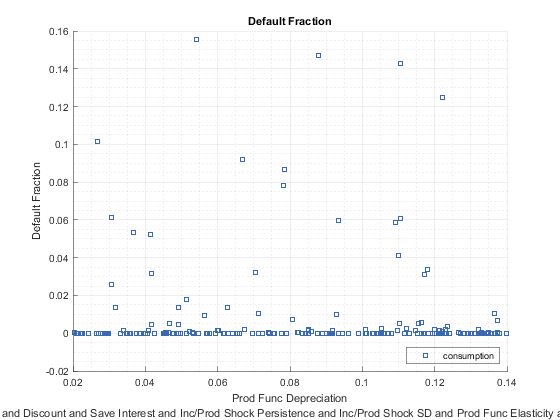 Default Fraction
0.16
0.14
0.12
0.1
0.08
0.06
0.04
0.02
0
-0.02
Default Fraction
consumption
0.02 0.04 0.06 0.08 0.1 0.12 0.14
Prod Func Depreciation
and Discount and Save Interest and Inc/Prod Shock Persistence and Inc/Prod Shock SD and Prod Func Elasticity a